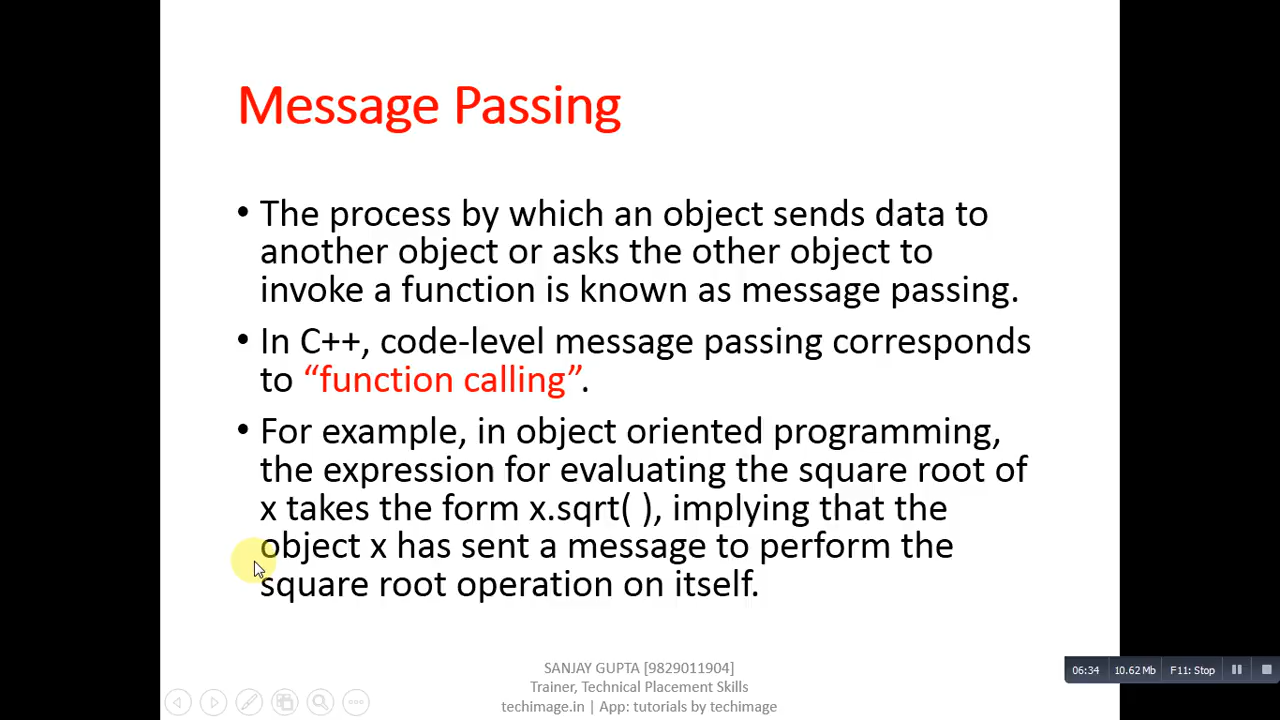 Message Passing
• The process by which an object sends data to
another object or asks the other object to
invoke a function is known as message passing.
• In C++, code-level message passing corresponds
to “function calling”.
• For example, in object oriented programming,
the expression for evaluating the square root of
x takes the form x.sqrt( ), implying that the
object x has sent a message to perform the
square root operation on itself.
SANJAY GUPTA [9829011904]
Trainer, Technical Placement Skills
techimage.in | App: tutorials by techimage
06:34 10.62 Mb F11: Stop